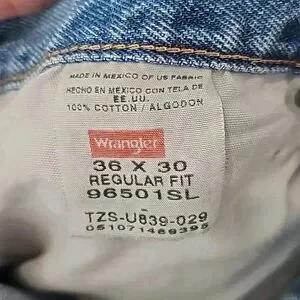 MADE IN MEXICO OF US FABRIC
HECHO EN MEXICO CON TELA DE
EE.UU.
100% COTTON / ALGODON
Wrangler
36 X 30
REGULAR FIT
96501SL
TZS-U839-029
051071469395